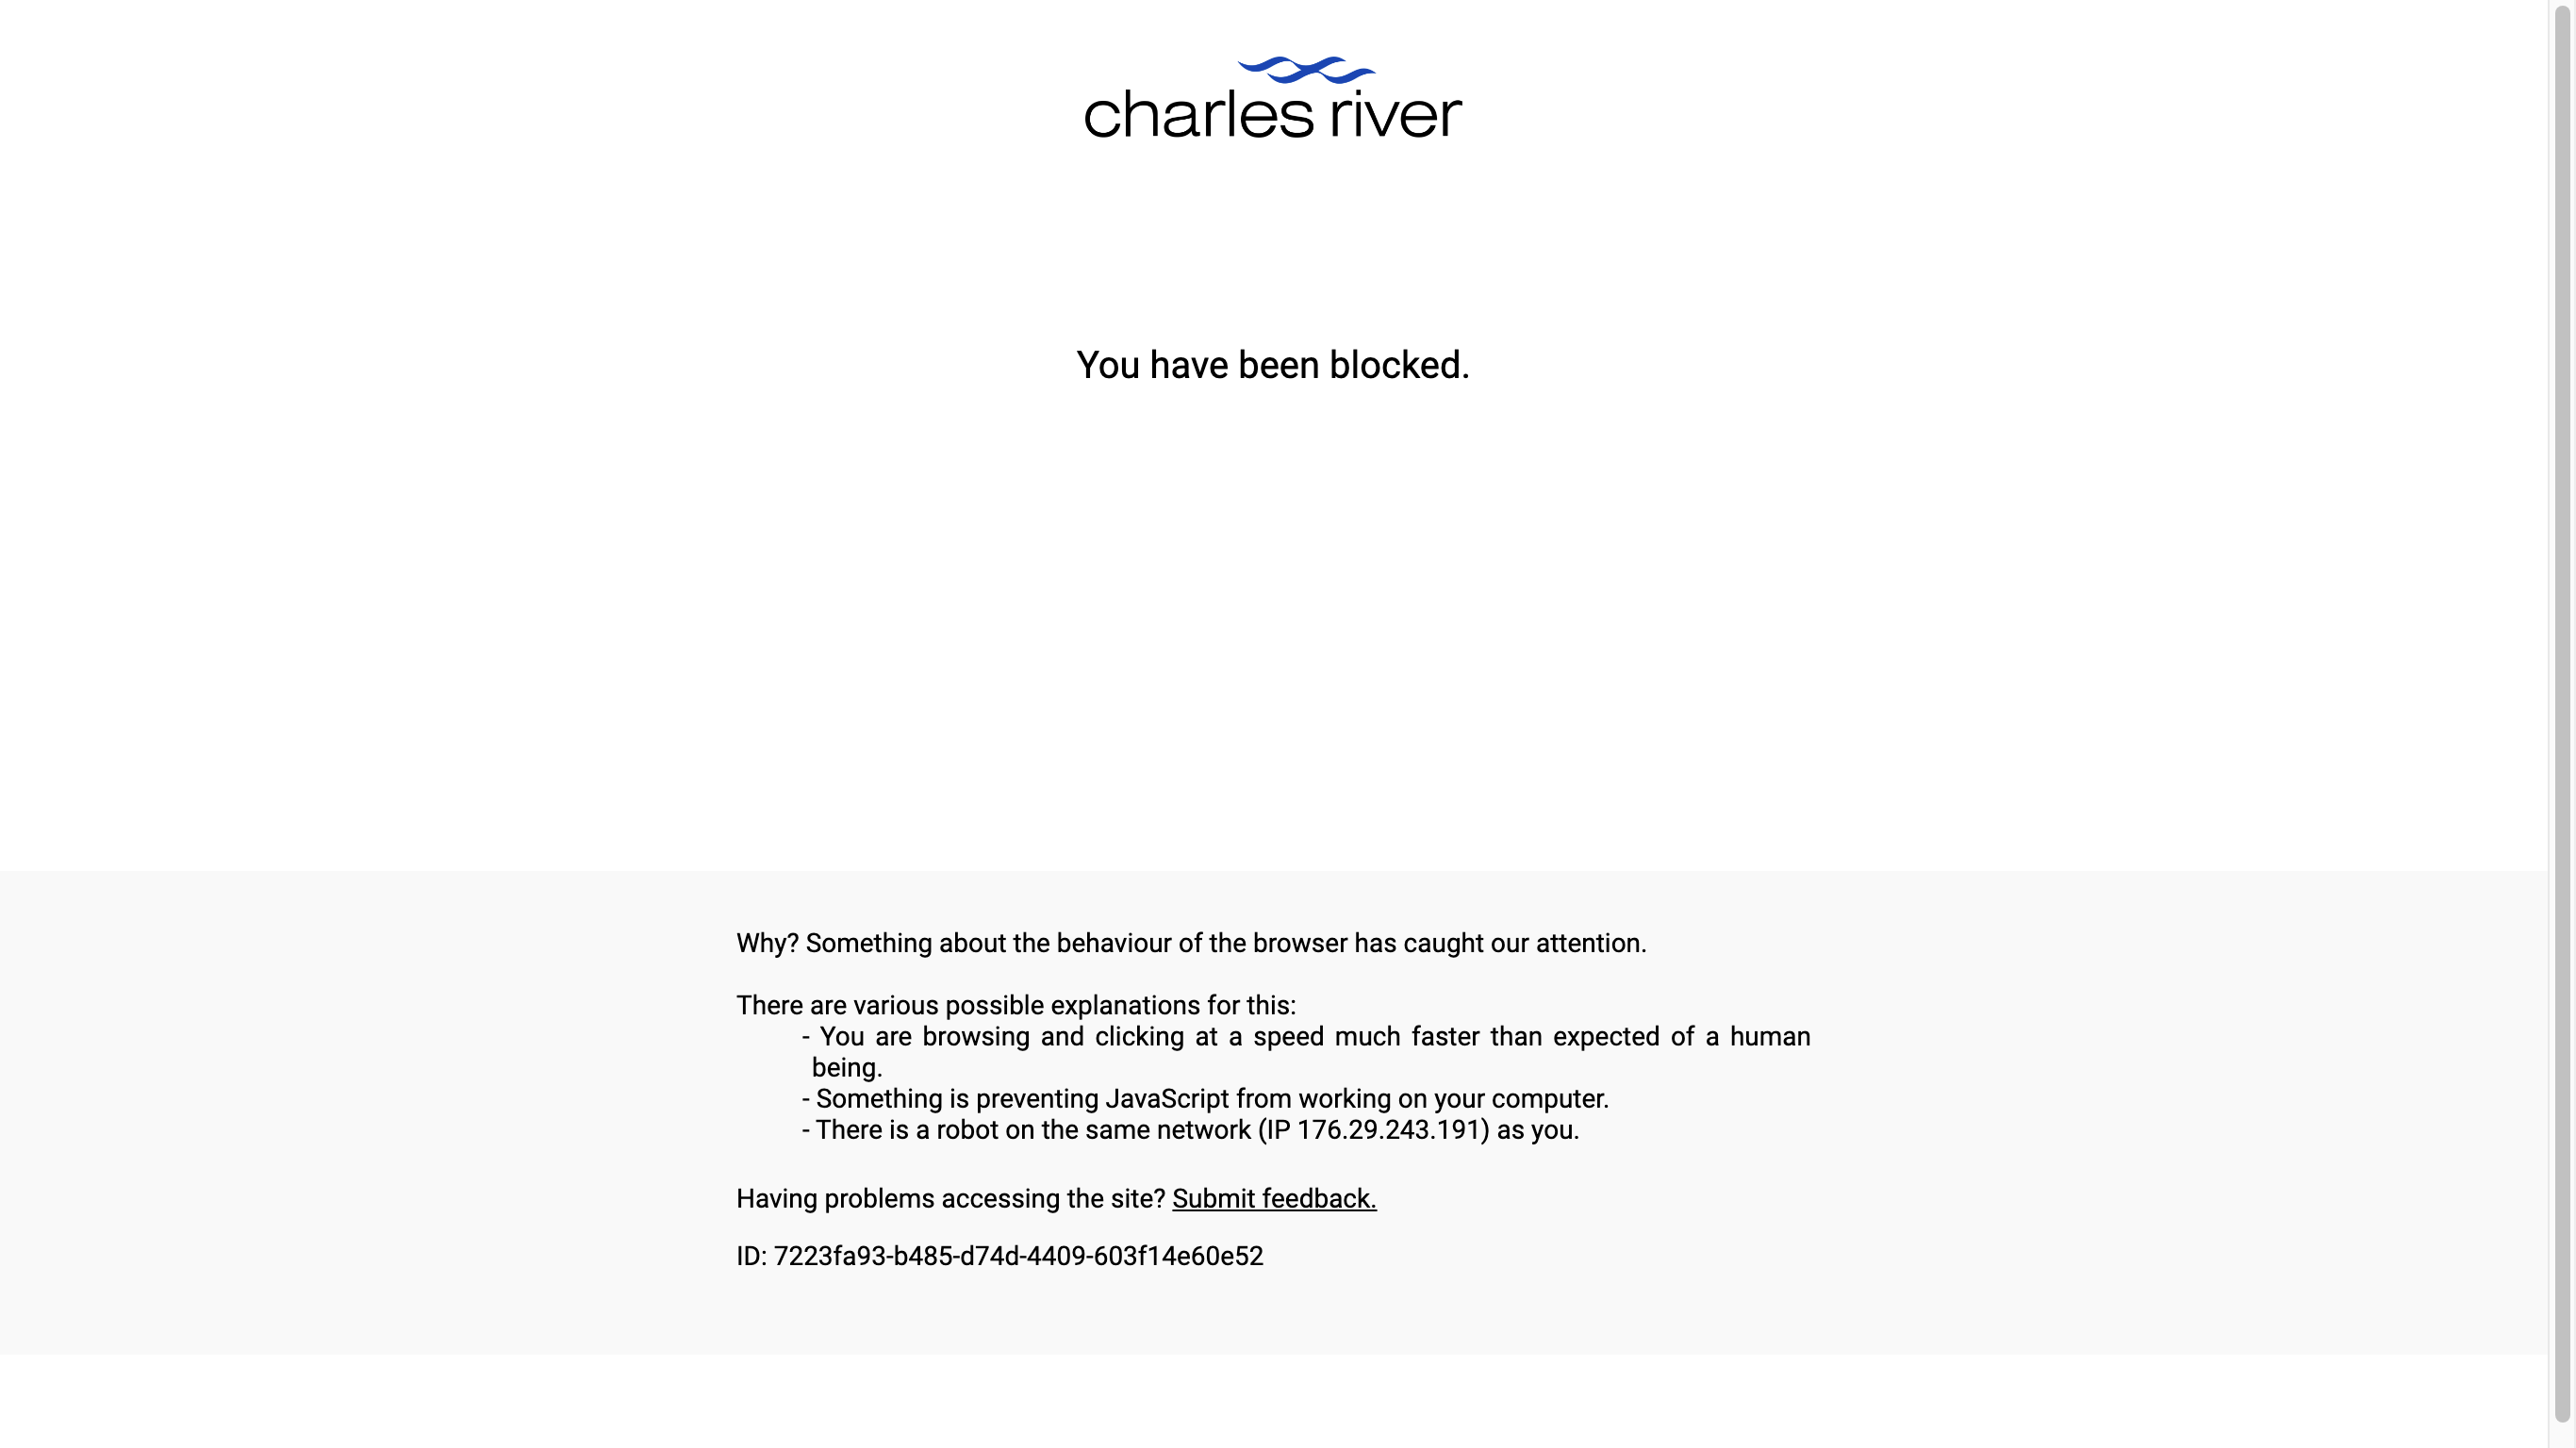 charles river
You have been blocked.
Why? Something about the behaviour of the browser has caught our attention.
There are various possible explanations for this:
- You are browsing and clicking at a speed much faster than expected of a human
being.
- Something is preventing JavaScript from working on your computer.
- There is a robot on the same network (IP 176.29.243.191) as you.
Having problems accessing the site? Submit feedback.
ID: 7223fa93-b485-d74d-4409-603f14e60e52